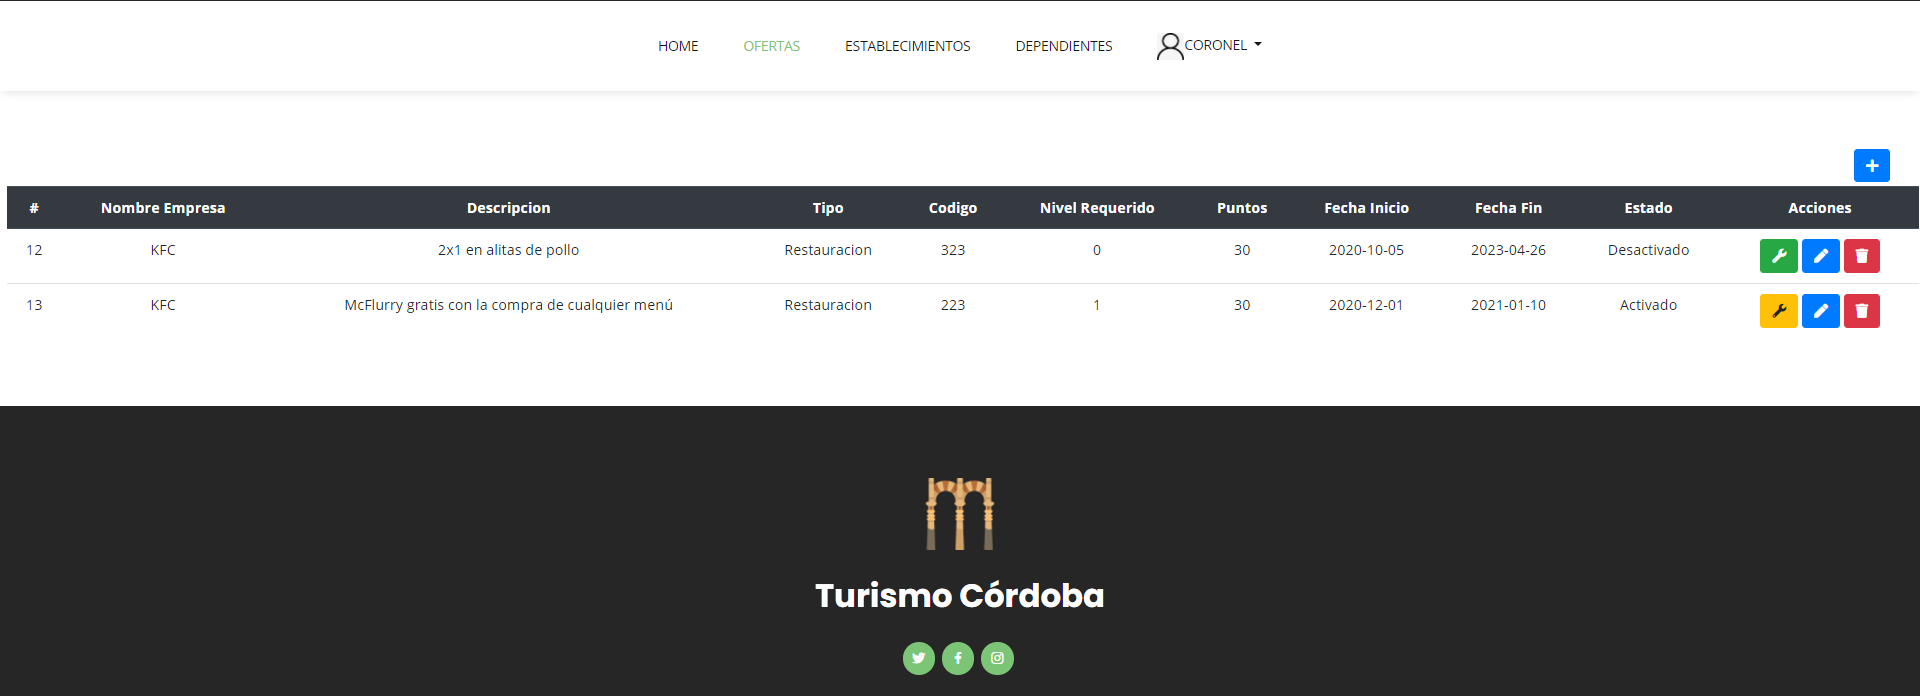 HOME OFERTAS ESTABLECIMIENTOS DEPENDIENTES CORONEL
# Nombre Empresa Descripcion Tipo Codigo Nivel Requerido Puntos Fecha Inicio Fecha Fin Estado Acciones
12 KFC 2x1 en alitas de pollo Restauracion 323 0 30 2020-10-05 2023-04-26 Desactivado
13 KFC McFlurry gratis con la compra de cualquier menú Restauracion 223 1 30 2020-12-01 2021-01-10 Activado
Turismo Córdoba